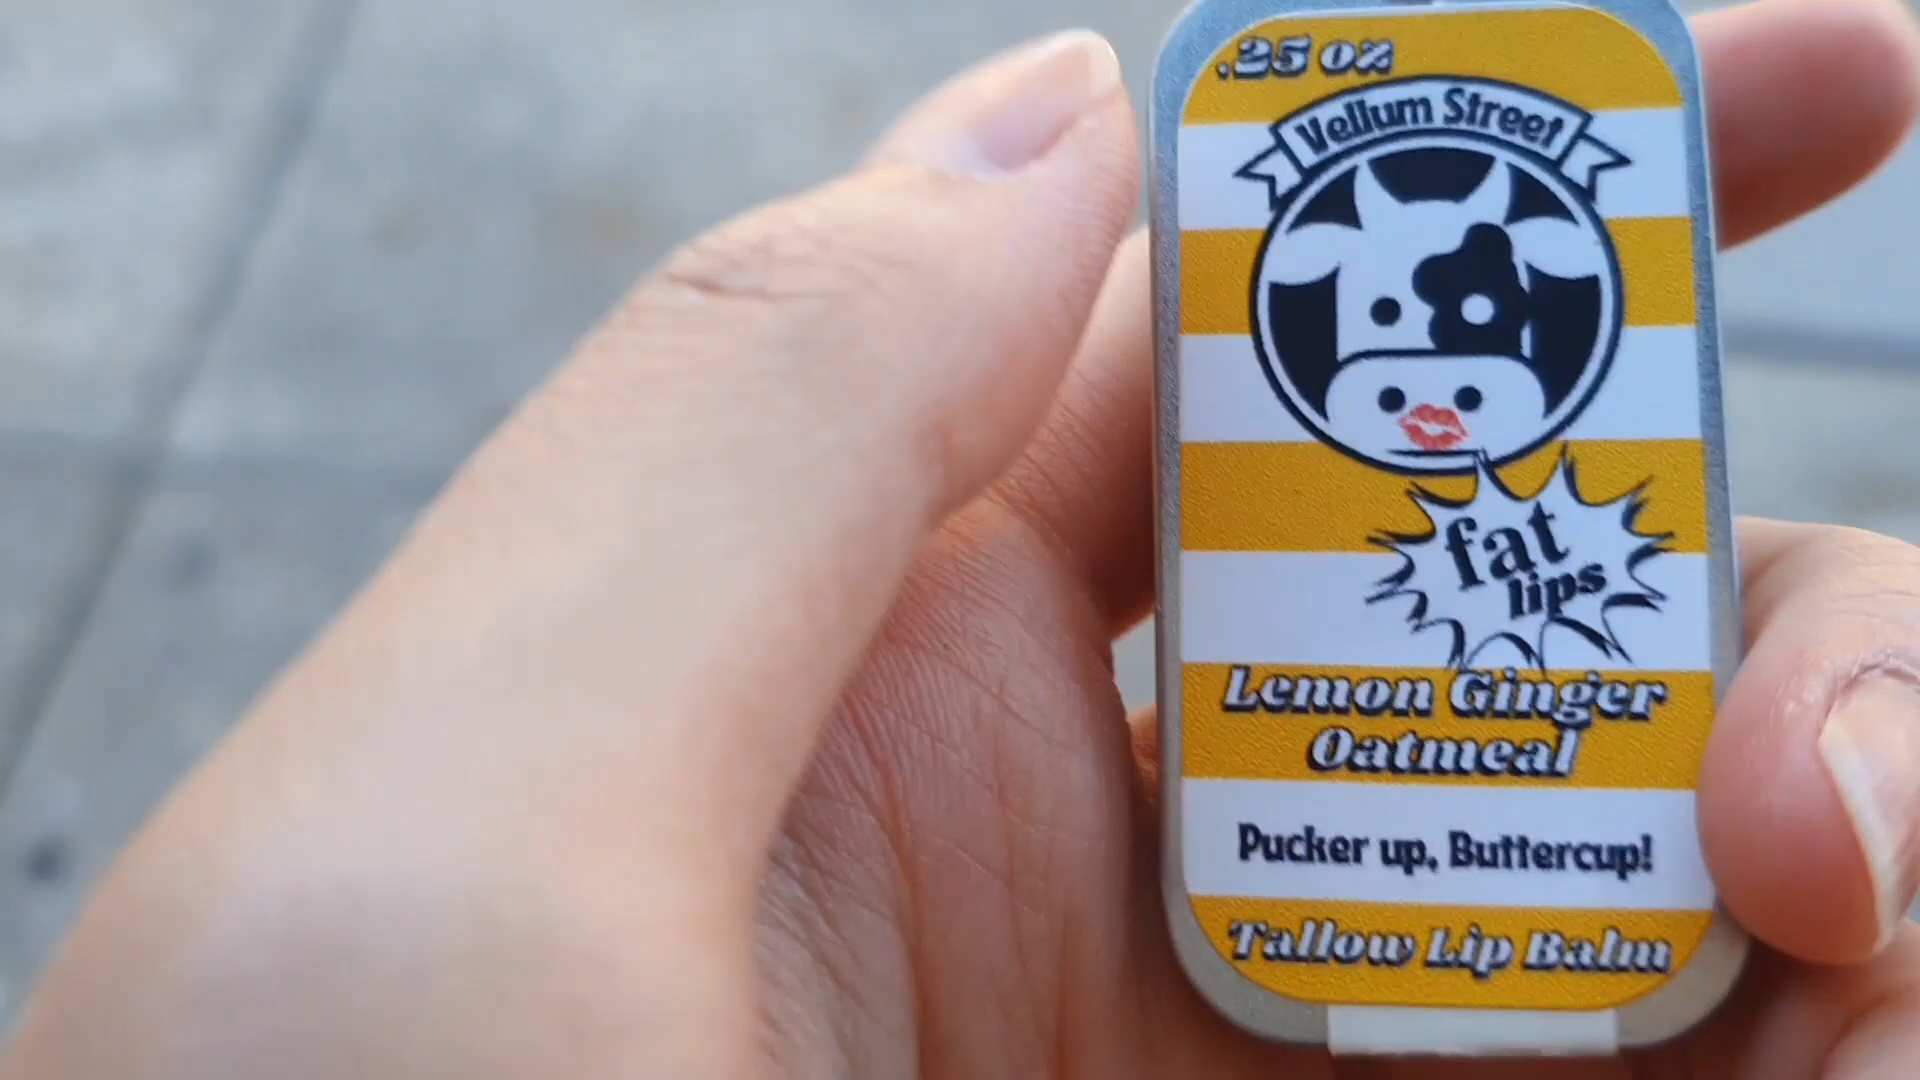 .25 oz
Vellum Street
fat
lips
Lemon Ginger
Oatmeal
Pucker up, Buttercup!
Tallow Lip Balm